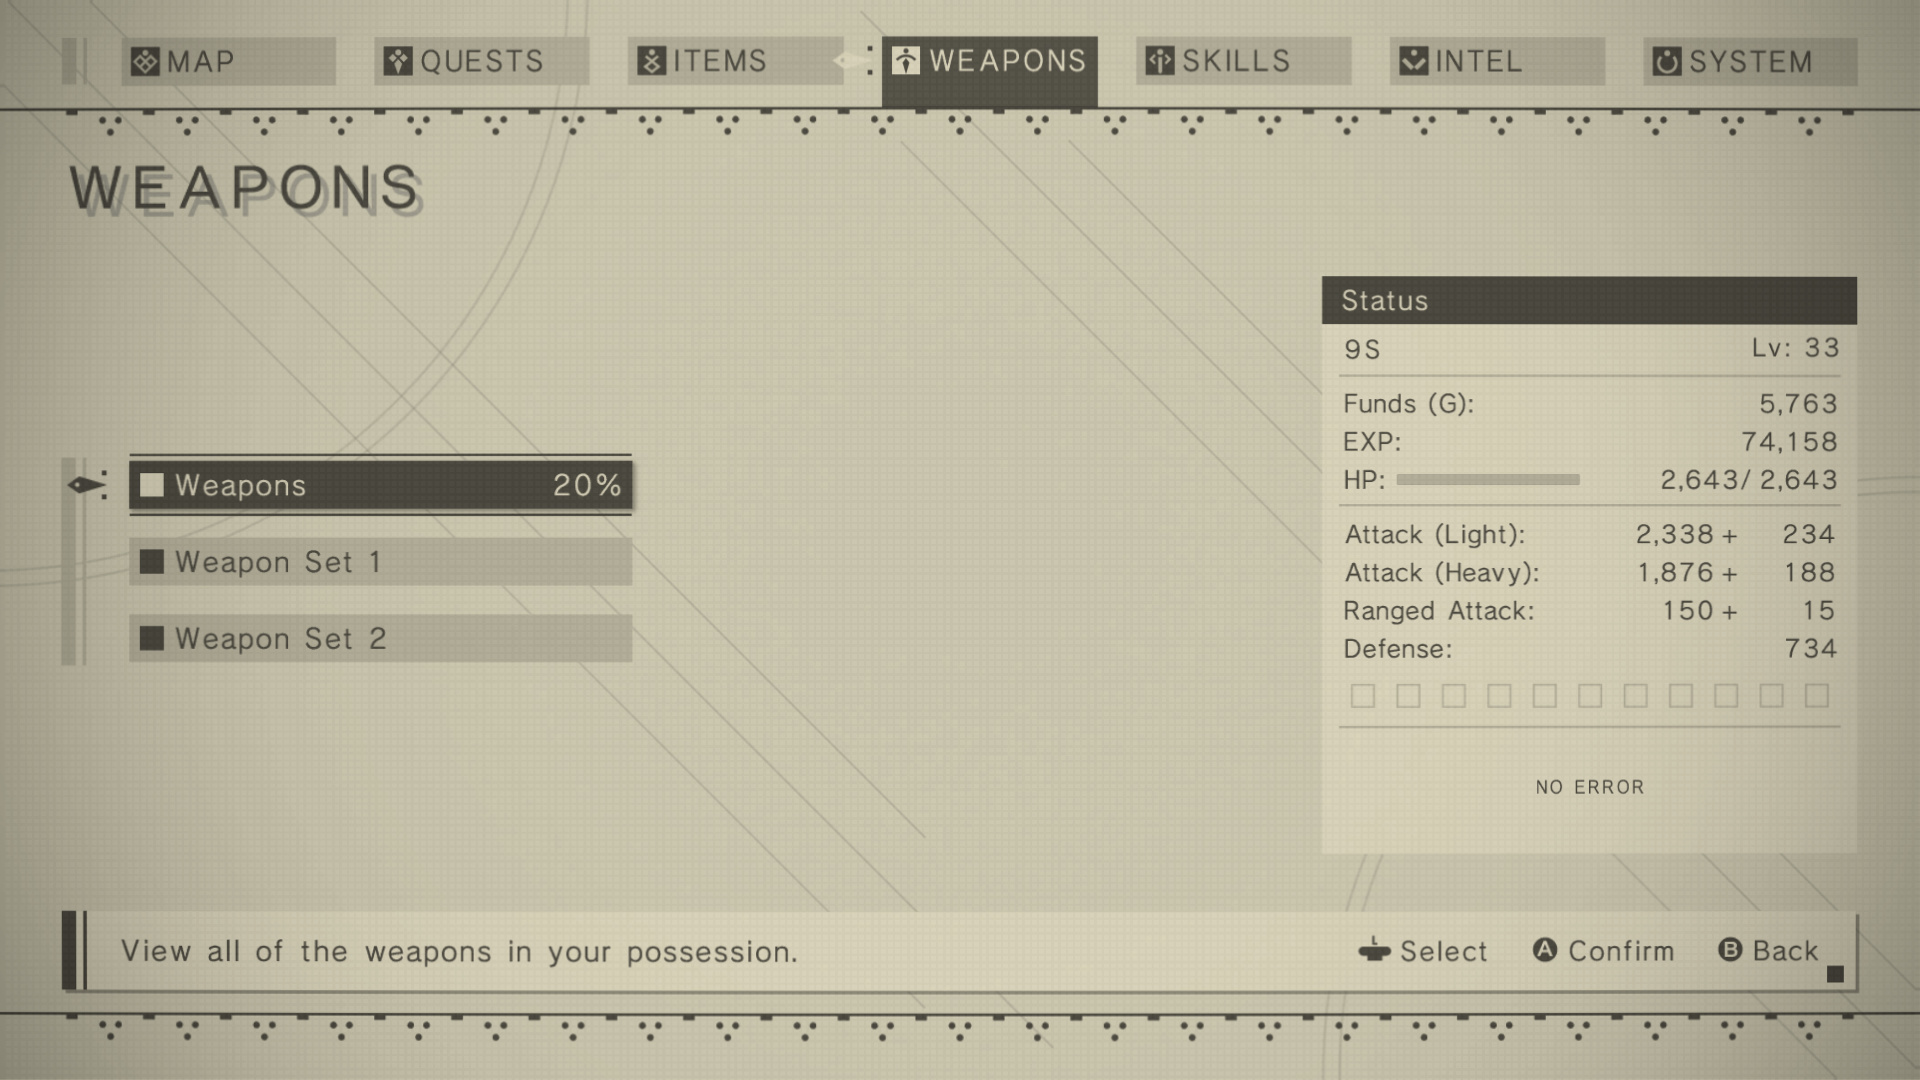 MAP QUESTS ITEMS WEAPONS SKILLS INTEL SYSTEM
WEAPONS
Weapons 20%
Weapon Set 1
Weapon Set 2
Status
9S Lv: 33
Funds (G): 5,763
EXP: 74,158
HP: 2,643/ 2,643
Attack (Light): 2,338 + 234
Attack (Heavy): 1,876 + 188
Ranged Attack: 150 + 15
Defense: 734
NO ERROR
View all of the weapons in your possession.
L Select A Confirm B Back